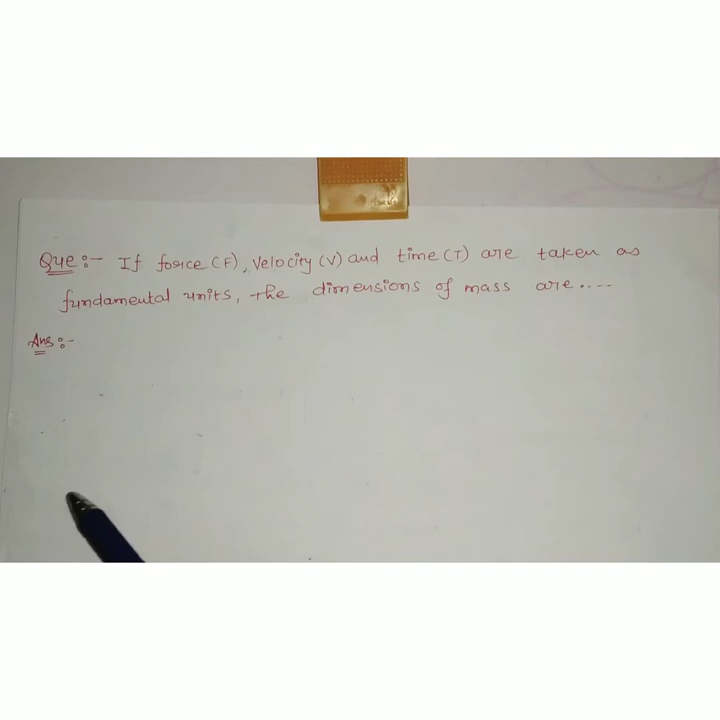 Que :- If force (F), velocity (V) and time (T) are taken as
fundamental units, the dimensions of mass are....
Ans :-